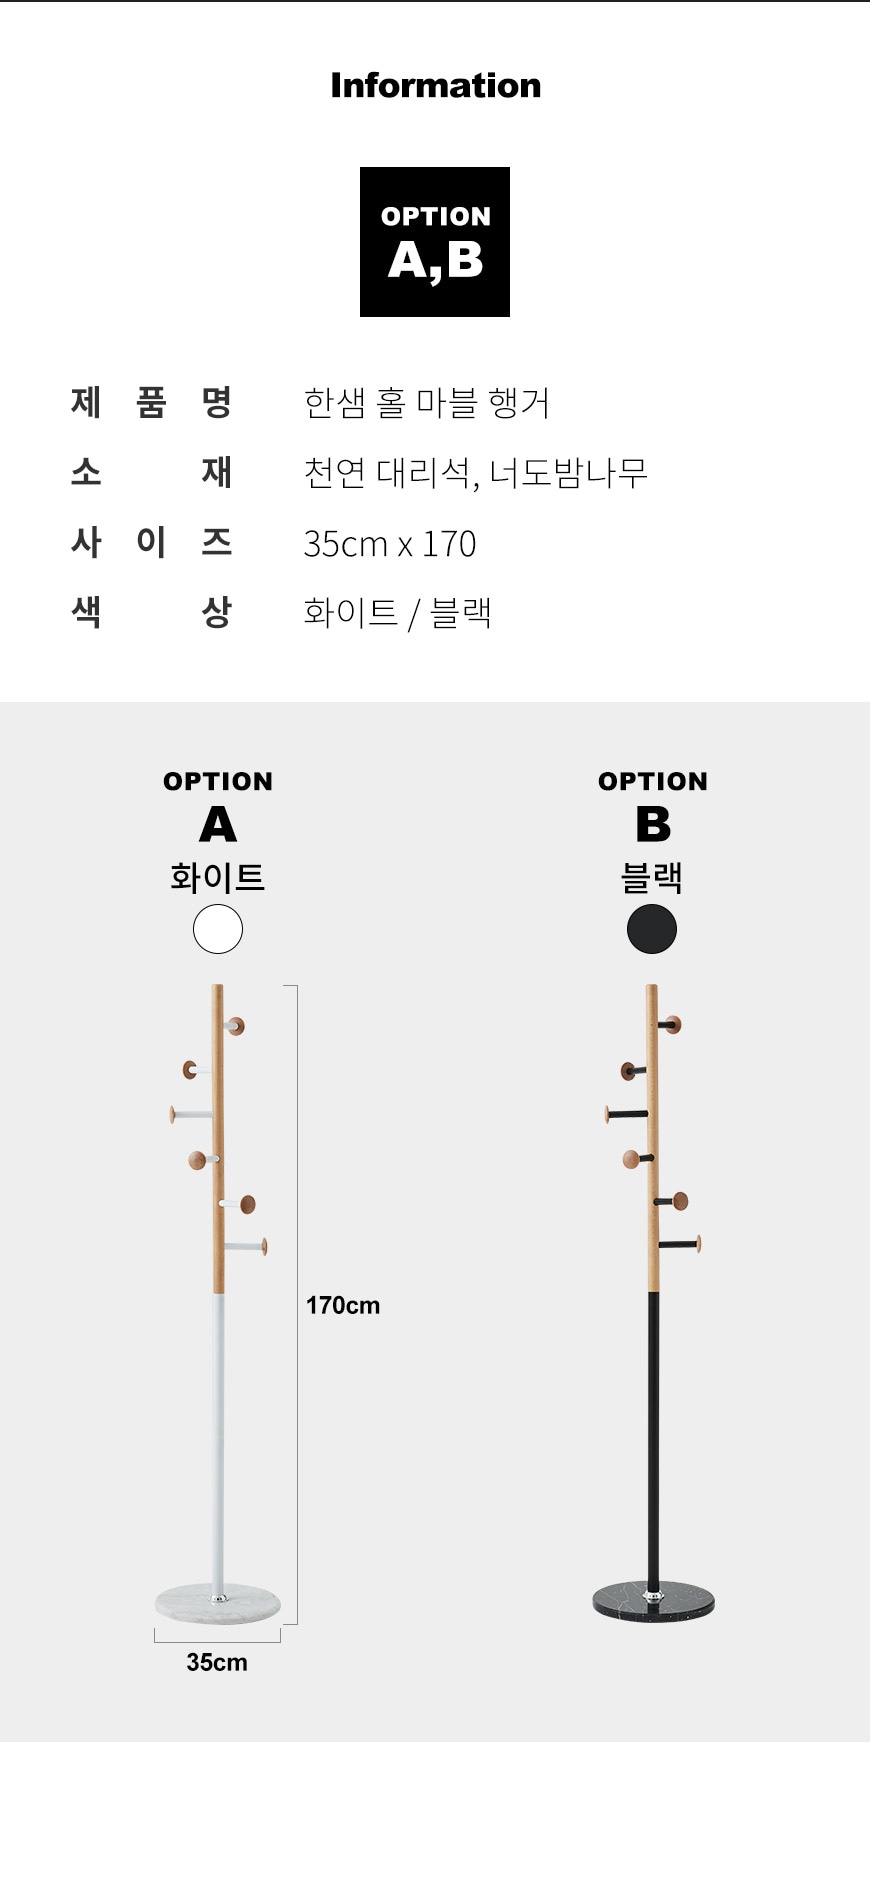 Information
OPTION
A,B
제품명 한샘 홀 마블 행거
소재 천연 대리석, 너도밤나무
사이즈 35cm x 170
색상 화이트 / 블랙
OPTION
A
화이트
OPTION
B
블랙
170cm
35cm